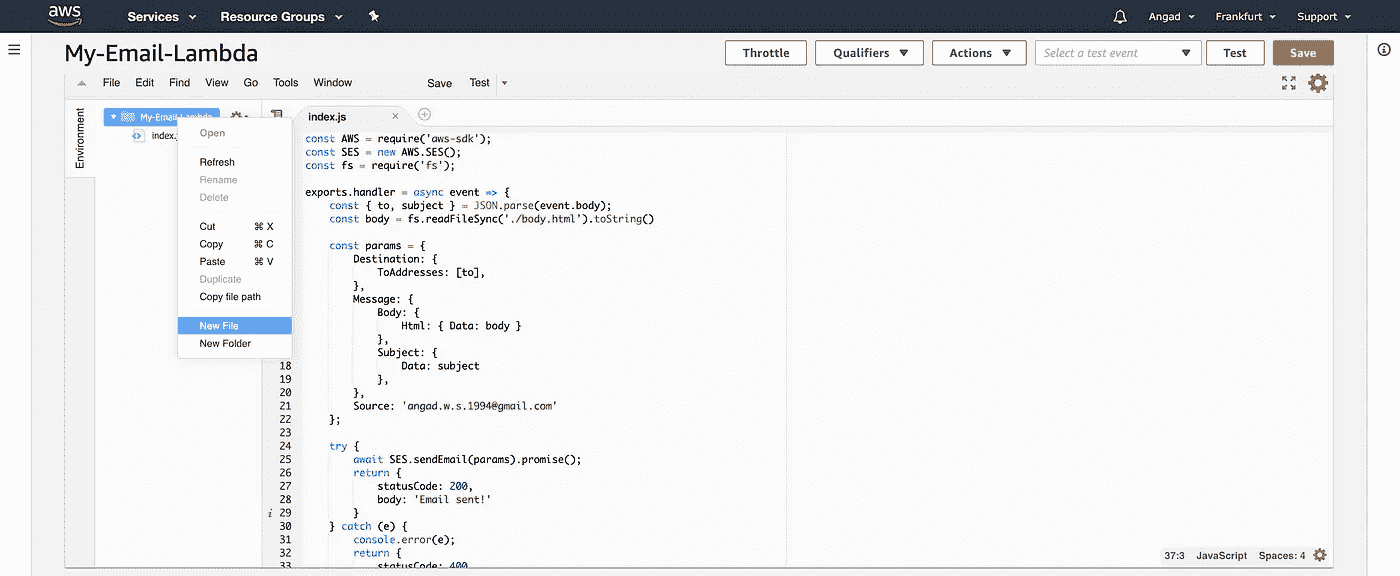 aws Services Resource Groups Angad Frankfurt Support
My-Email-Lambda Throttle Qualifiers Actions Select a test event Test Save
File Edit Find View Go Tools Window Save Test
Environment
My-Email-Lambda
index.
Open
Refresh
Rename
Delete
Cut ⌘ X
Copy ⌘ C
Paste ⌘ V
Duplicate
Copy file path
New File
New Folder
index.js
const AWS = require('aws-sdk');
const SES = new AWS.SES();
const fs = require('fs');
exports.handler = async event => {
const { to, subject } = JSON.parse(event.body);
const body = fs.readFileSync('./body.html').toString()
const params = {
Destination: {
ToAddresses: [to],
},
Message: {
Body: {
Html: { Data: body }
},
Subject: {
18 Data: subject
19 },
20 },
21 Source: 'angad.w.s.1994@gmail.com'
22 };
23
24 try {
25 await SES.sendEmail(params).promise();
26 return {
27 statusCode: 200,
28 body: 'Email sent!'
i 29 }
30 } catch (e) {
31 console.error(e);
32 return {
33 statusCode: 400
37:3 JavaScript Spaces: 4